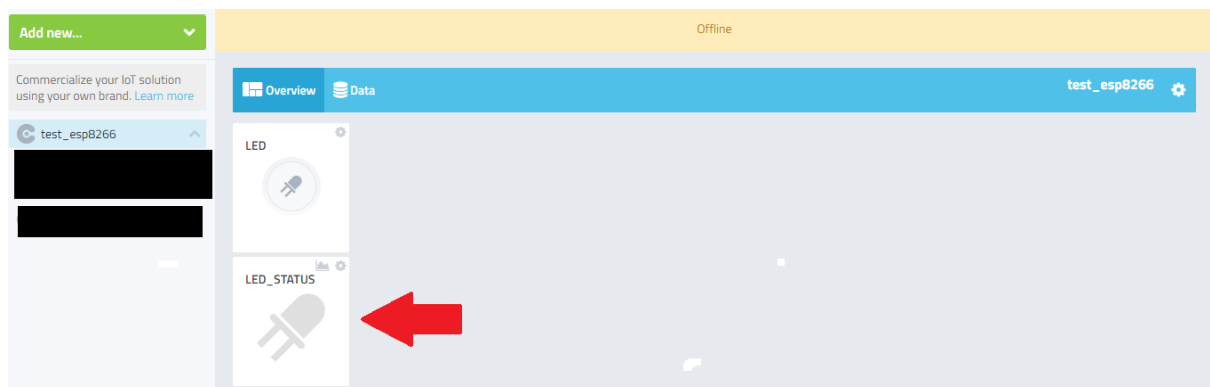 Add new...
Offline
Commercialize your IoT solution
using your own brand. Learn more
Overview
Data
test_esp8266
test_esp8266
LED
LED_STATUS